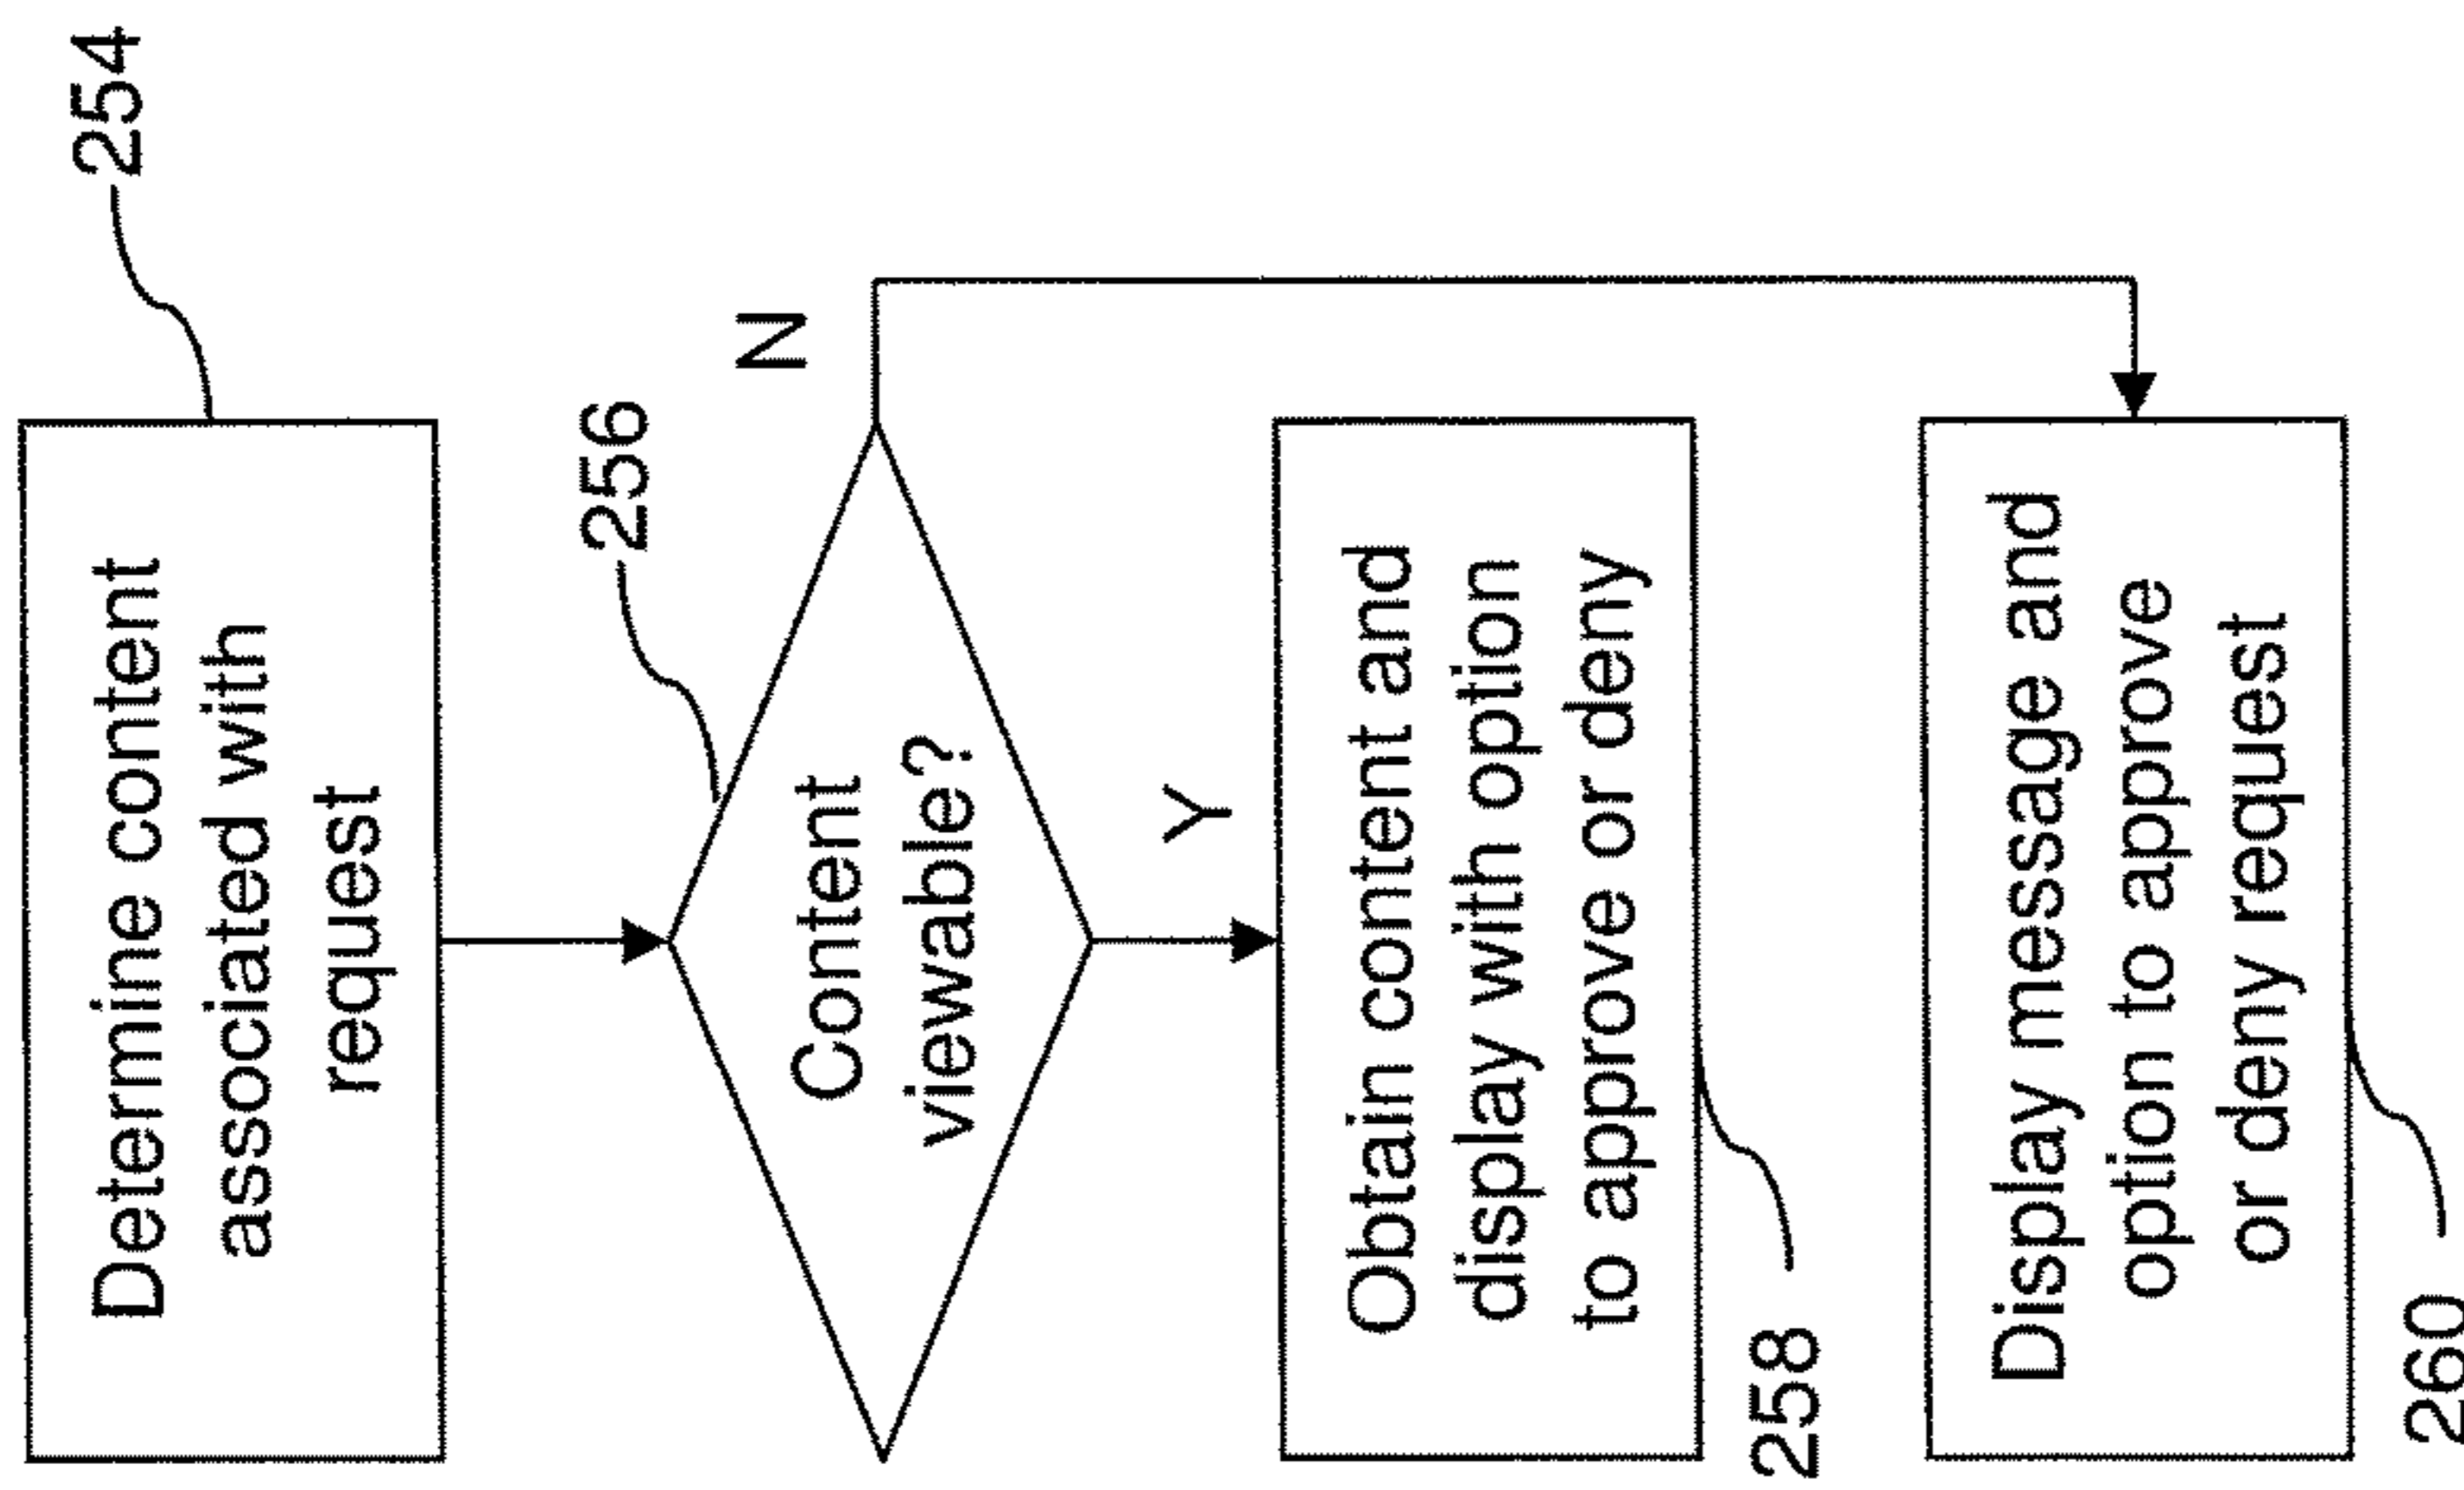 Determine content
associated with
request
254
Content
viewable?
256
N
Y
Obtain content and
display with option
to approve or deny
258
Display message and
option to approve
or deny request
260